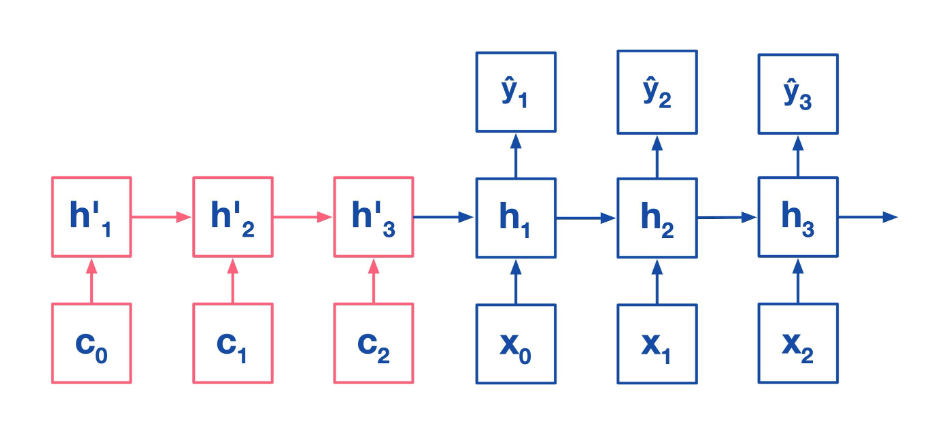 ŷ₁ ŷ₂ ŷ₃
h'₁ h'₂ h'₃ h₁ h₂ h₃
c₀ c₁ c₂ x₀ x₁ x₂